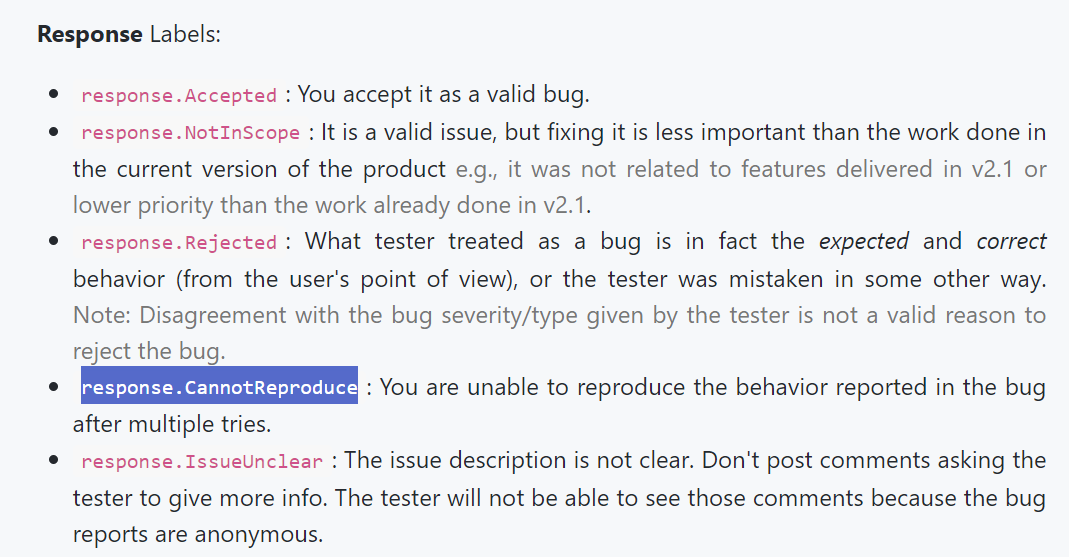 Response Labels:
response.Accepted : You accept it as a valid bug.
response.NotInScope : It is a valid issue, but fixing it is less important than the work done in
the current version of the product e.g., it was not related to features delivered in v2.1 or
lower priority than the work already done in v2.1.
response.Rejected : What tester treated as a bug is in fact the expected and correct
behavior (from the user's point of view), or the tester was mistaken in some other way.
Note: Disagreement with the bug severity/type given by the tester is not a valid reason to
reject the bug.
response.CannotReproduce : You are unable to reproduce the behavior reported in the bug
after multiple tries.
response.IssueUnclear : The issue description is not clear. Don't post comments asking the
tester to give more info. The tester will not be able to see those comments because the bug
reports are anonymous.